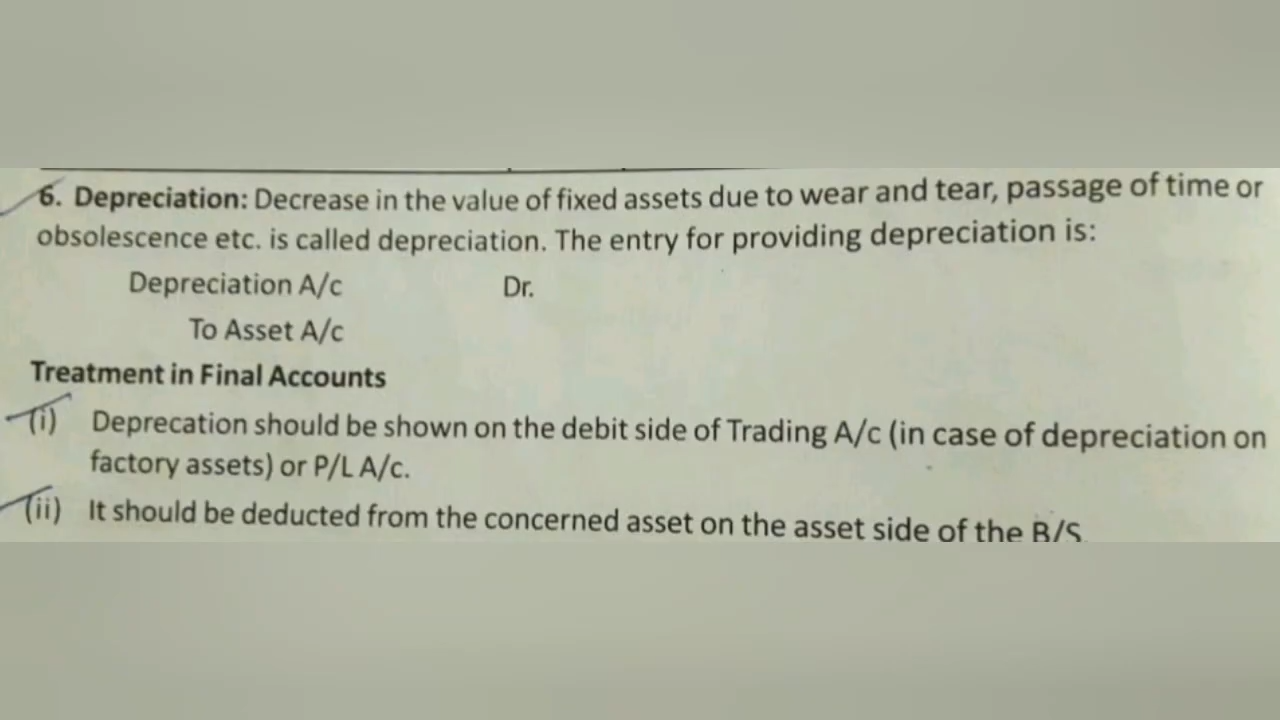 6. Depreciation: Decrease in the value of fixed assets due to wear and tear, passage of time or
obsolescence etc. is called depreciation. The entry for providing depreciation is:
Depreciation A/c Dr.
To Asset A/c
Treatment in Final Accounts
(i) Deprecation should be shown on the debit side of Trading A/c (in case of depreciation on
factory assets) or P/L A/c.
(ii) It should be deducted from the concerned asset on the asset side of the B/S